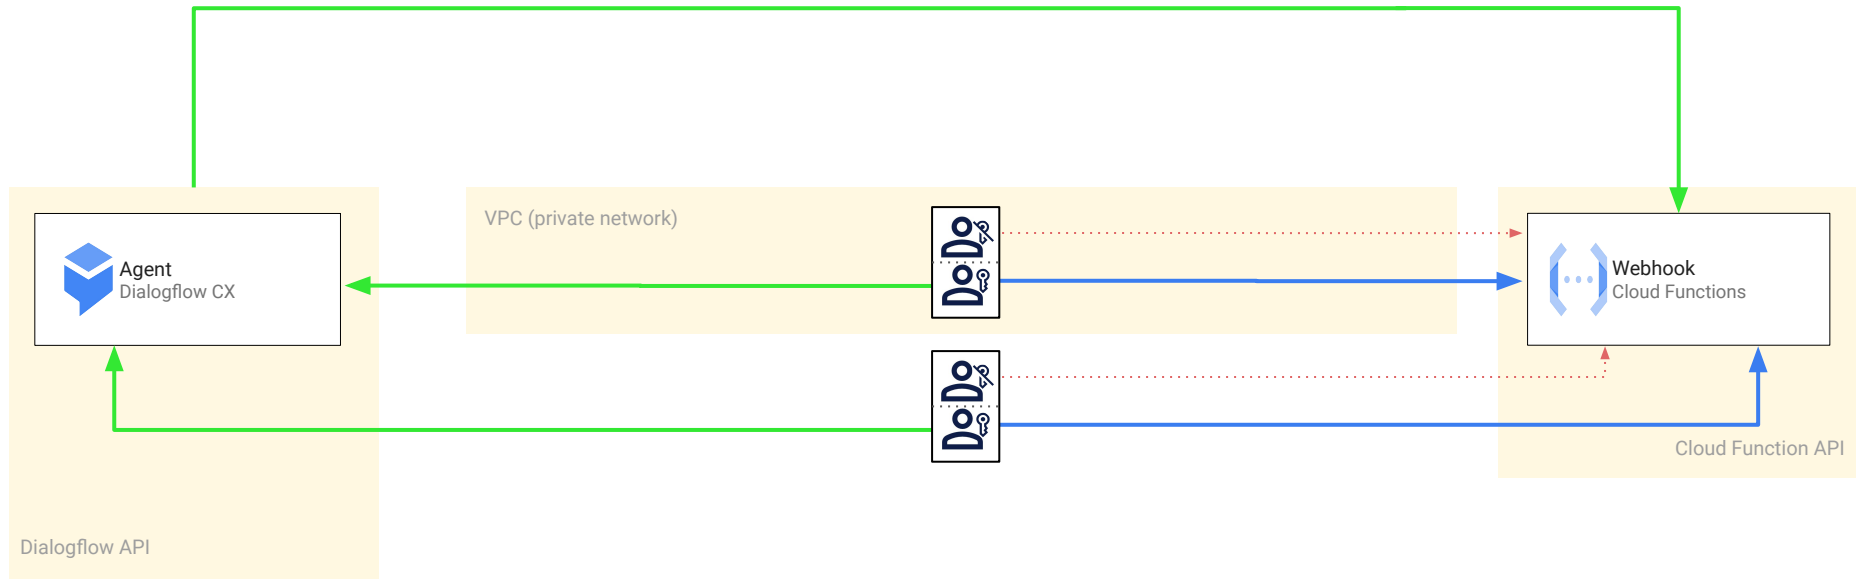 VPC (private network)
Agent
Dialogflow CX
Webhook
Cloud Functions
Cloud Function API
Dialogflow API